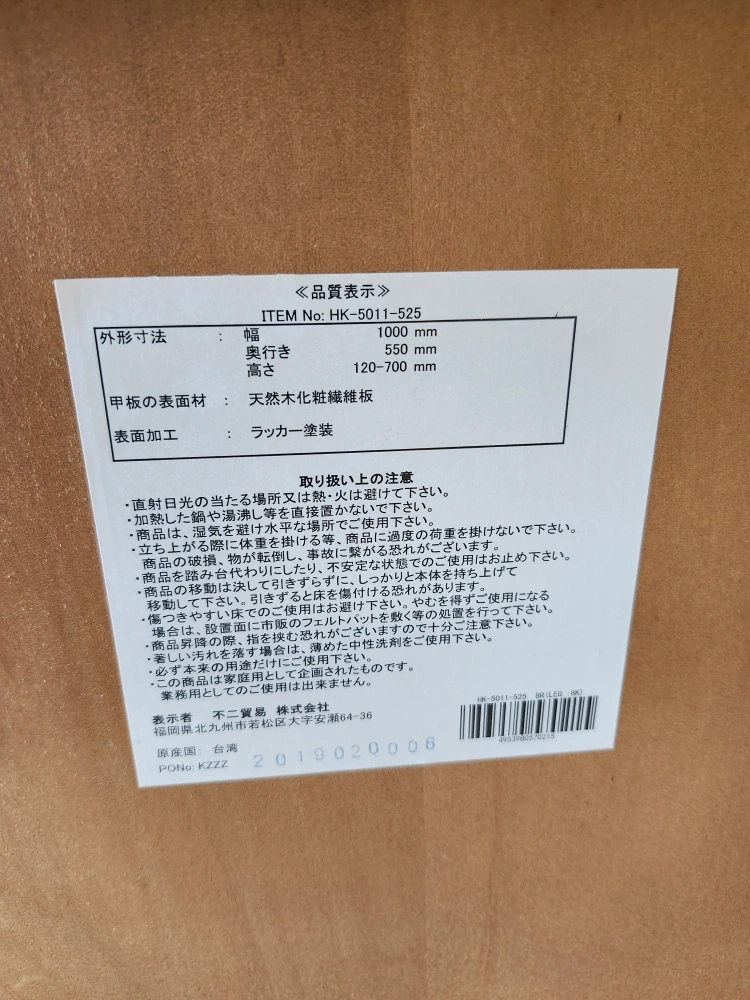 ≪品質表示≫
ITEM No: HK-5011-525
外形寸法 : 幅 1000 mm
奥行き 550 mm
高さ 120-700 mm
甲板の表面材 : 天然木化粧繊維板
表面加工 : ラッカー塗装
取り扱い上の注意
・直射日光の当たる場所又は熱・火は避けて下さい。
・加熱した鍋や湯沸し等を直接置かないで下さい。
・商品は、湿気を避け水平な場所でご使用下さい。
・立ち上がる際に体重を掛ける等、商品に過度の荷重を掛けないで下さい。
商品の破損、物が転倒し、事故に繋がる恐れがございます。
・商品を踏み台代わりにしたり、不安定な状態でのご使用はお止め下さい。
・商品の移動は決して引きずらずに、しっかりと本体を持ち上げて
移動して下さい。引きずると床を傷付ける恐れがあります。
・傷つきやすい床でのご使用はお避け下さい。やむを得ずご使用になる
場合は、設置面に市販のフェルトパットを敷く等の処置を行って下さい。
・商品昇降の際、指を挟む恐れがございますので十分ご注意下さい。
・著しい汚れを落す場合は、薄めた中性洗剤をご使用下さい。
・必ず本来の用途だけにご使用下さい。
・この商品は家庭用として企画されたものです。
業務用としてのご使用は出来ません。
表示者 不二貿易 株式会社
福岡県北九州市若松区大字安瀬64-36
原産国: 台湾
PONo: KZZZ 2019020006
HK-5011-525 BR(LEG :BK)
4953980570215